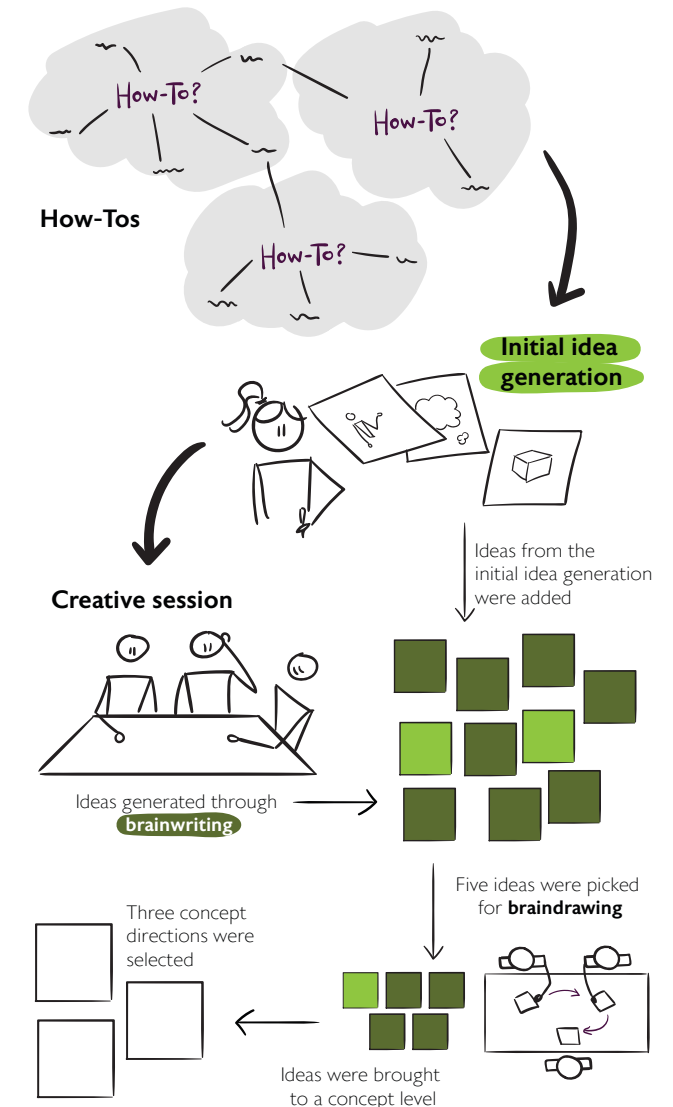 How-To?
How-To?
How-Tos
How-To?
Initial idea
generation
Ideas from the
initial idea generation
were added
Creative session
Ideas generated through
brainwriting
Five ideas were picked
for braindrawing
Three concept
directions were
selected
Ideas were brought
to a concept level